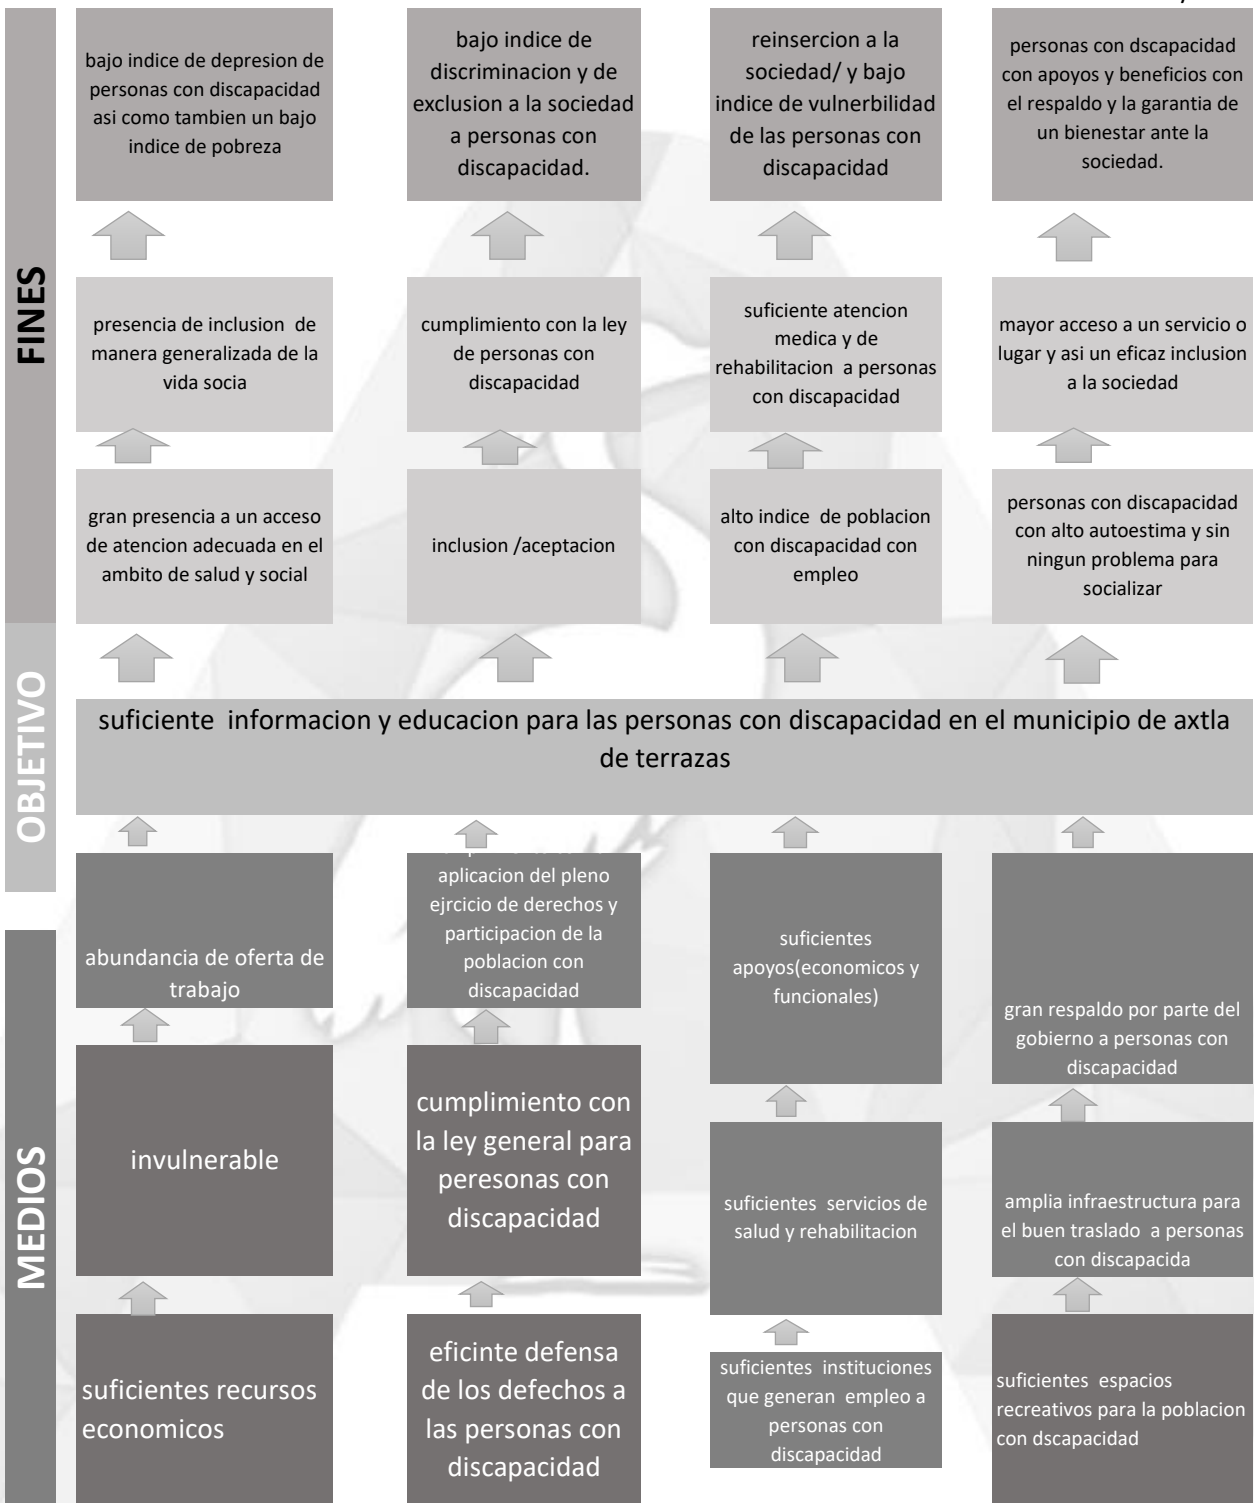 bajo indice de depresion de
personas con discapacidad
asi como tambien un bajo
indice de pobreza
bajo indice de
discriminacion y de
exclusion a la sociedad
a personas con
discapacidad.
reinsercion a la
sociedad/ y bajo
indice de vulnerbilidad
de las personas con
discapacidad
personas con dscapacidad
con apoyos y beneficios con
el respaldo y la garantia de
un bienestar ante la
sociedad.
FINES
presencia de inclusion de
manera generalizada de la
vida socia
cumplimiento con la ley
de personas con
discapacidad
suficiente atencion
medica y de
rehabilitacion a personas
con discapacidad
mayor acceso a un servicio o
lugar y asi un eficaz inclusion
a la sociedad
gran presencia a un acceso
de atencion adecuada en el
ambito de salud y social
inclusion /aceptacion
alto indice de poblacion
con discapacidad con
empleo
personas con discapacidad
con alto autoestima y sin
ningun problema para
socializar
OBJETIVO
suficiente informacion y educacion para las personas con discapacidad en el municipio de axtla
de terrazas
MEDIOS
abundancia de oferta de
trabajo
aplicacion del pleno
ejrcicio de derechos y
participacion de la
poblacion con
discapacidad
suficientes
apoyos(economicos y
funcionales)
gran respaldo por parte del
gobierno a personas con
discapacidad
invulnerable
cumplimiento con
la ley general para
peresonas con
discapacidad
suficientes servicios de
salud y rehabilitacion
amplia infraestructura para
el buen traslado a personas
con discapacida
suficientes recursos
economicos
eficinte defensa
de los defechos a
las personas con
discapacidad
suficientes instituciones
que generan empleo a
personas con
discapacidad
suficientes espacios
recreativos para la poblacion
con dscapacidad